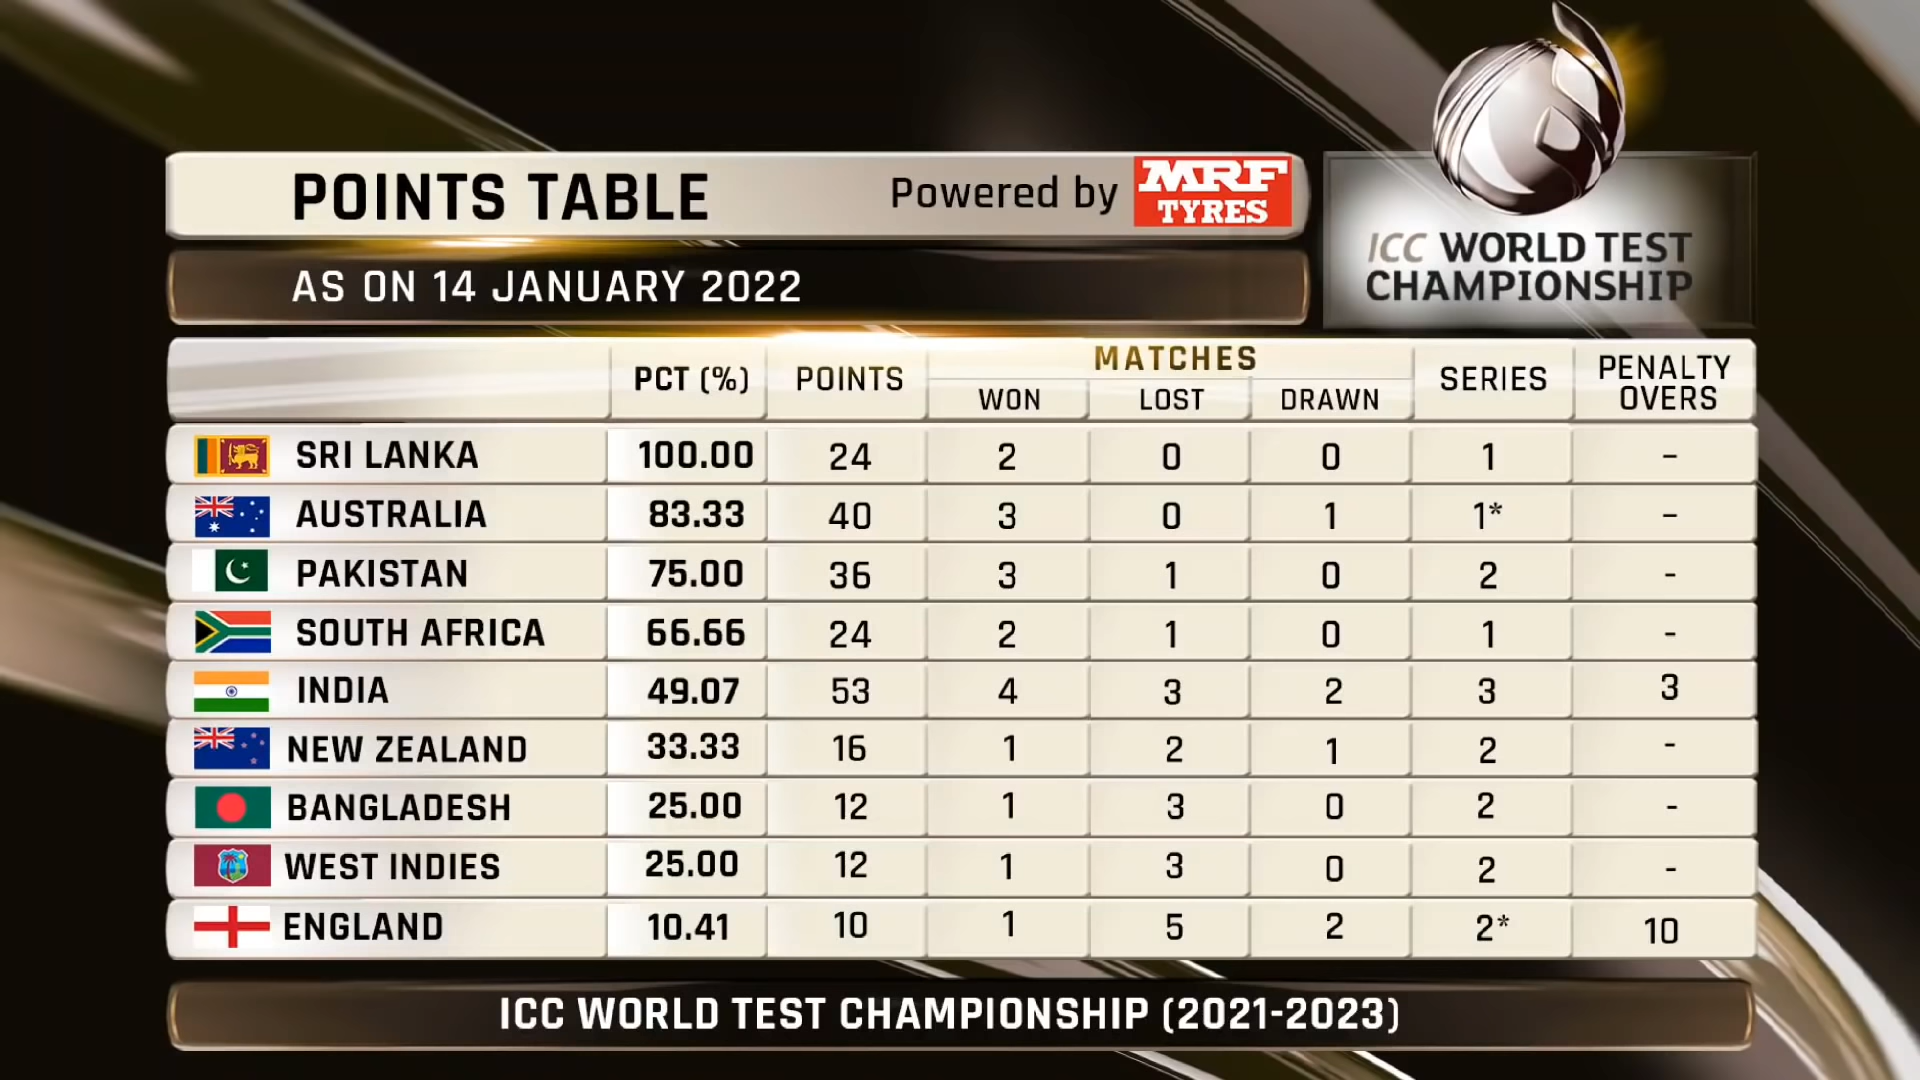 POINTS TABLE Powered by MRF TYRES
AS ON 14 JANUARY 2022
ICC WORLD TEST
CHAMPIONSHIP
PCT (%) POINTS MATCHES WON LOST DRAWN SERIES PENALTY OVERS
SRI LANKA 100.00 24 2 0 0 1 –
AUSTRALIA 83.33 40 3 0 1 1* –
PAKISTAN 75.00 36 3 1 0 2 -
SOUTH AFRICA 66.66 24 2 1 0 1 -
INDIA 49.07 53 4 3 2 3 3
NEW ZEALAND 33.33 16 1 2 1 2 -
BANGLADESH 25.00 12 1 3 0 2 -
WEST INDIES 25.00 12 1 3 0 2 -
ENGLAND 10.41 10 1 5 2 2* 10
ICC WORLD TEST CHAMPIONSHIP (2021-2023)